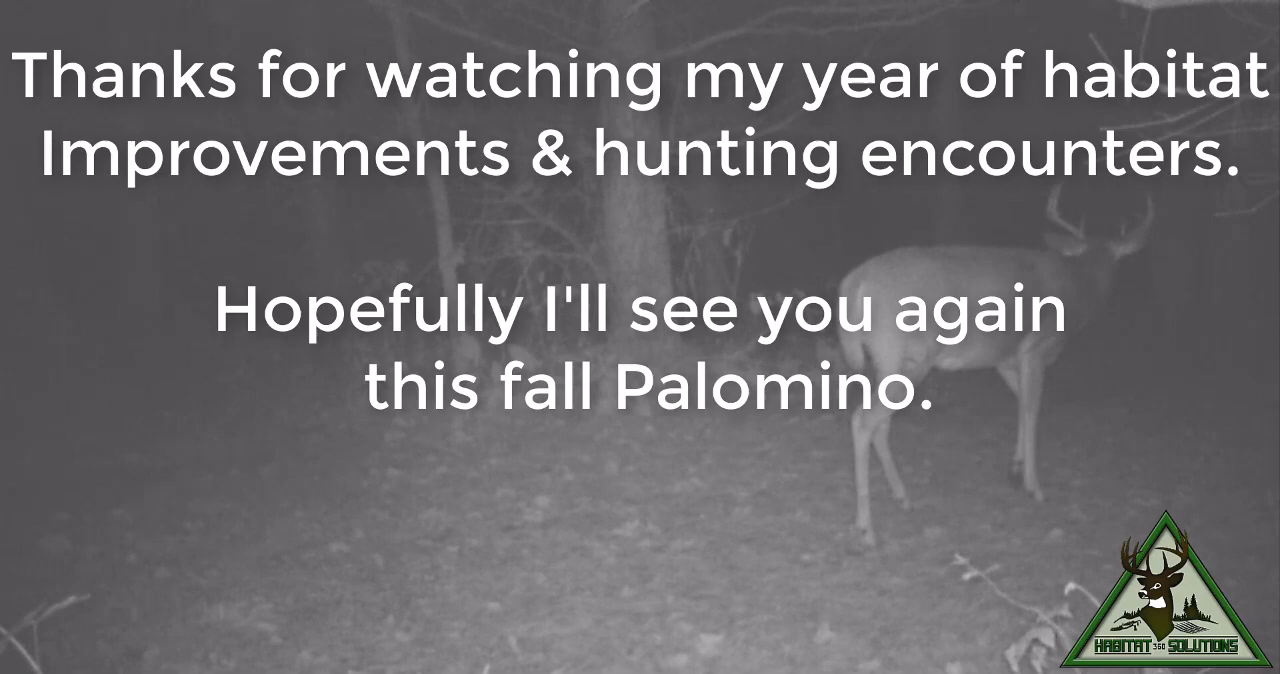 Thanks for watching my year of habitat
Improvements & hunting encounters.
Hopefully I'll see you again
this fall Palomino.
HABITAT 360 SOLUTIONS